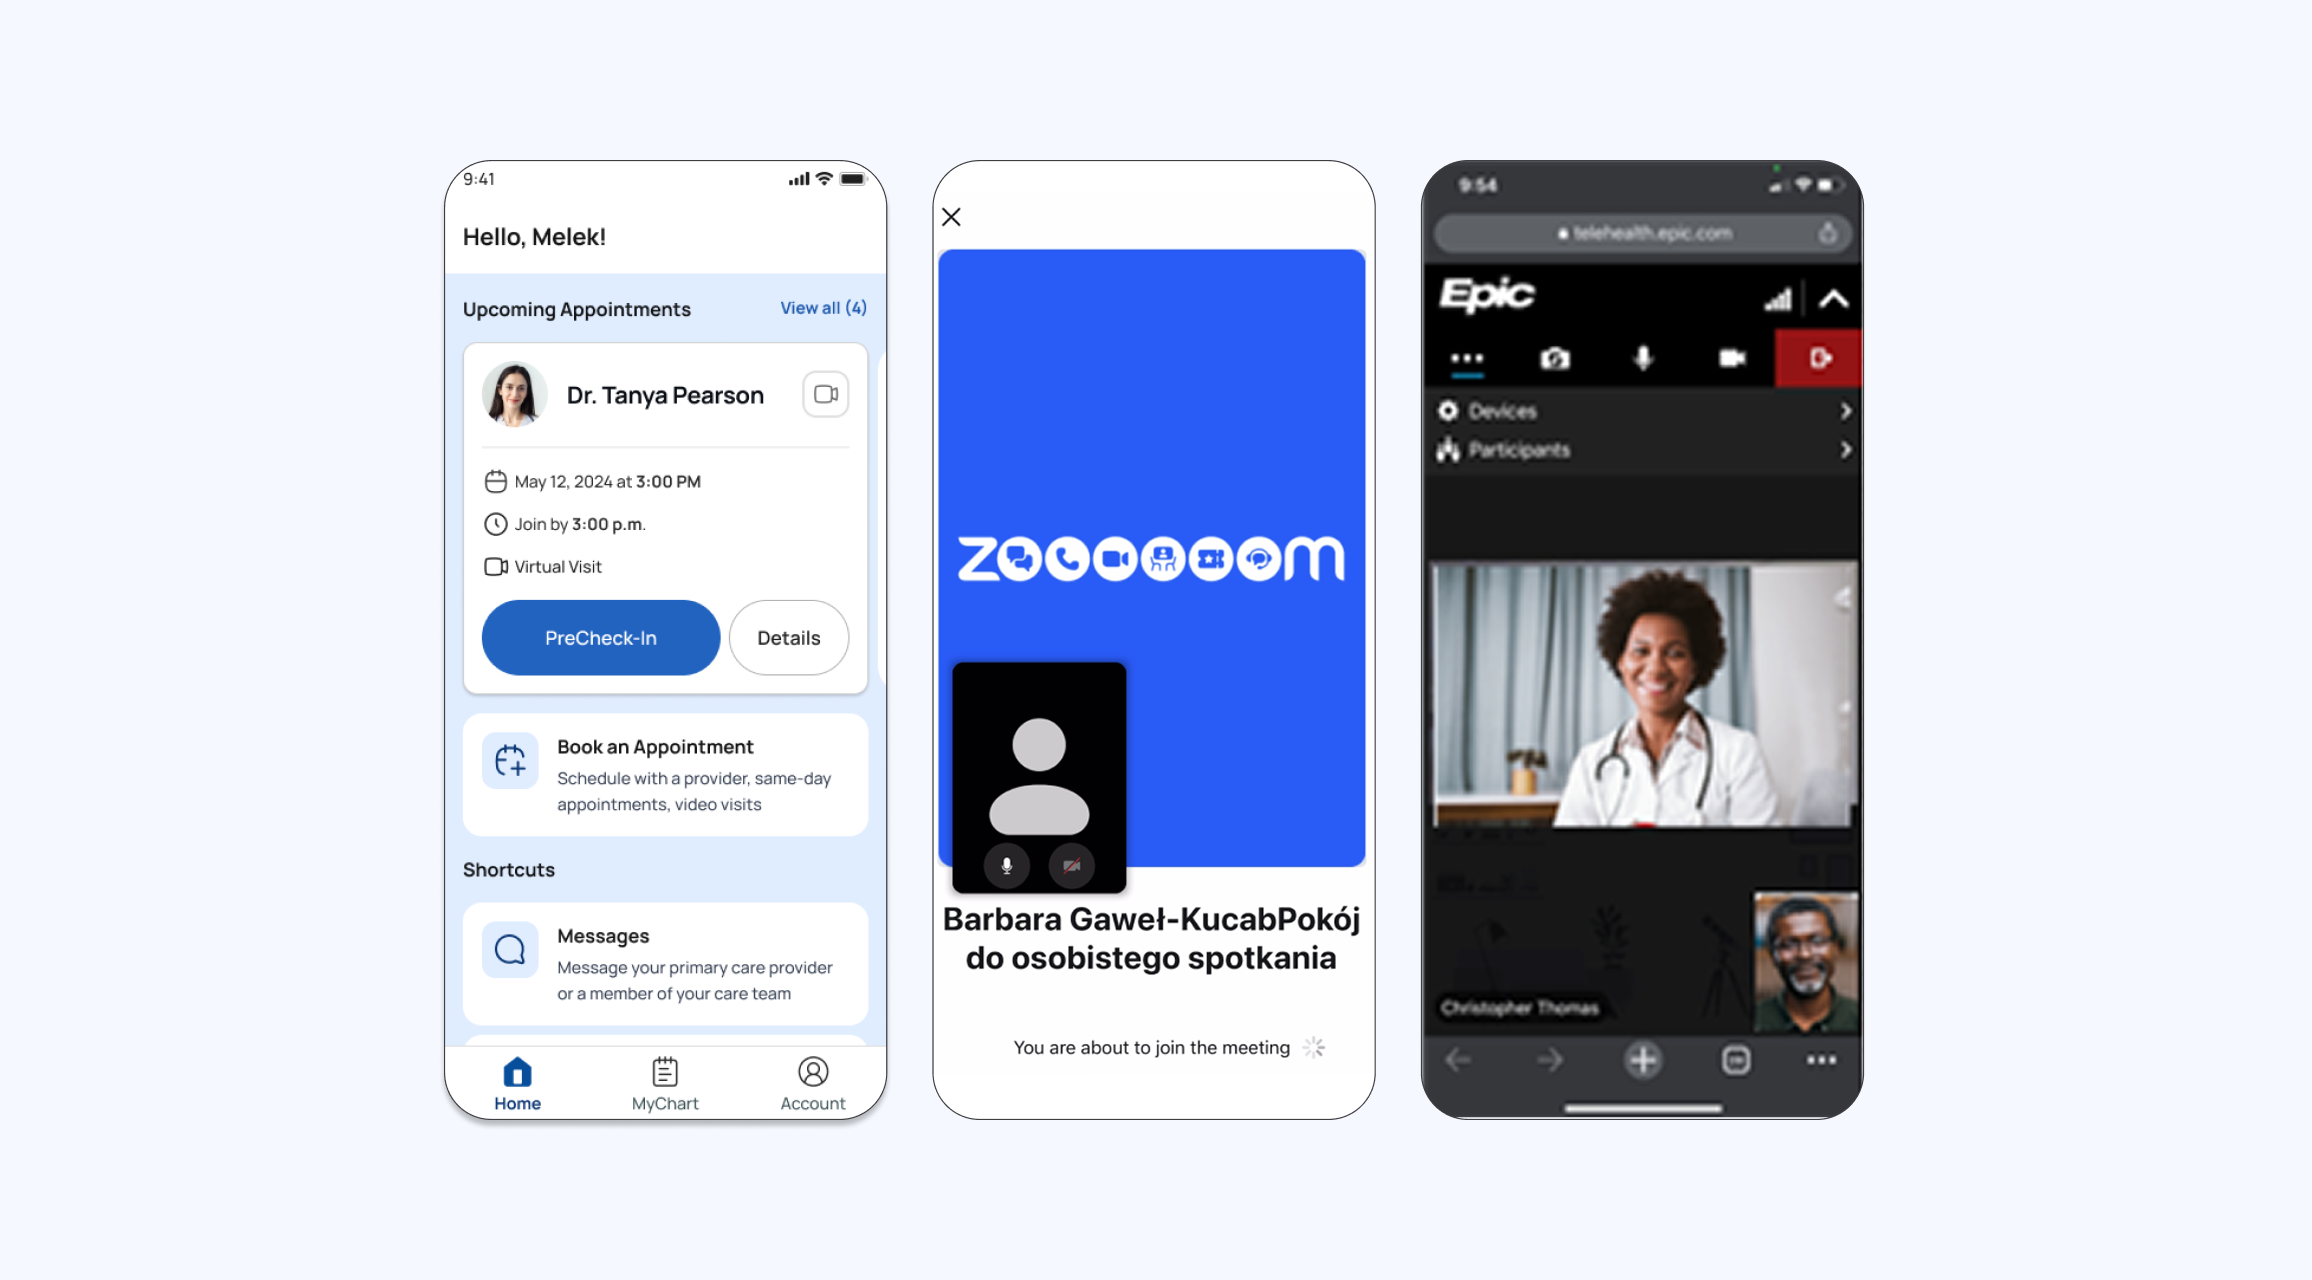 9:41
Hello, Melek!
Upcoming Appointments
View all (4)
Dr. Tanya Pearson
May 12, 2024 at 3:00 PM
Join by 3:00 p.m.
Virtual Visit
PreCheck-In
Details
Book an Appointment
Schedule with a provider, same-day
appointments, video visits
Shortcuts
Messages
Message your primary care provider
or a member of your care team
Home
MyChart
Account
zoooooom
Barbara Gaweł-KucabPokój
do osobistego spotkania
You are about to join the meeting
9:54
telehealth.epic.com
Epic
Devices
Participants
Christopher Thomas